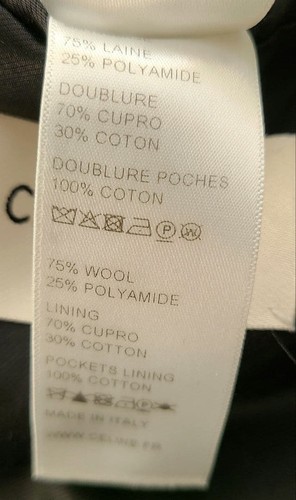 75% LAINE
25% POLYAMIDE
DOUBLURE
70% CUPRO
30% COTON
DOUBLURE POCHES
100% COTON
P W
C
75% WOOL
25% POLYAMIDE
LINING
70% CUPRO
30% COTTON
POCKETS LINING
100% COTTON
MADE IN ITALY
WWW.CELINE.FR